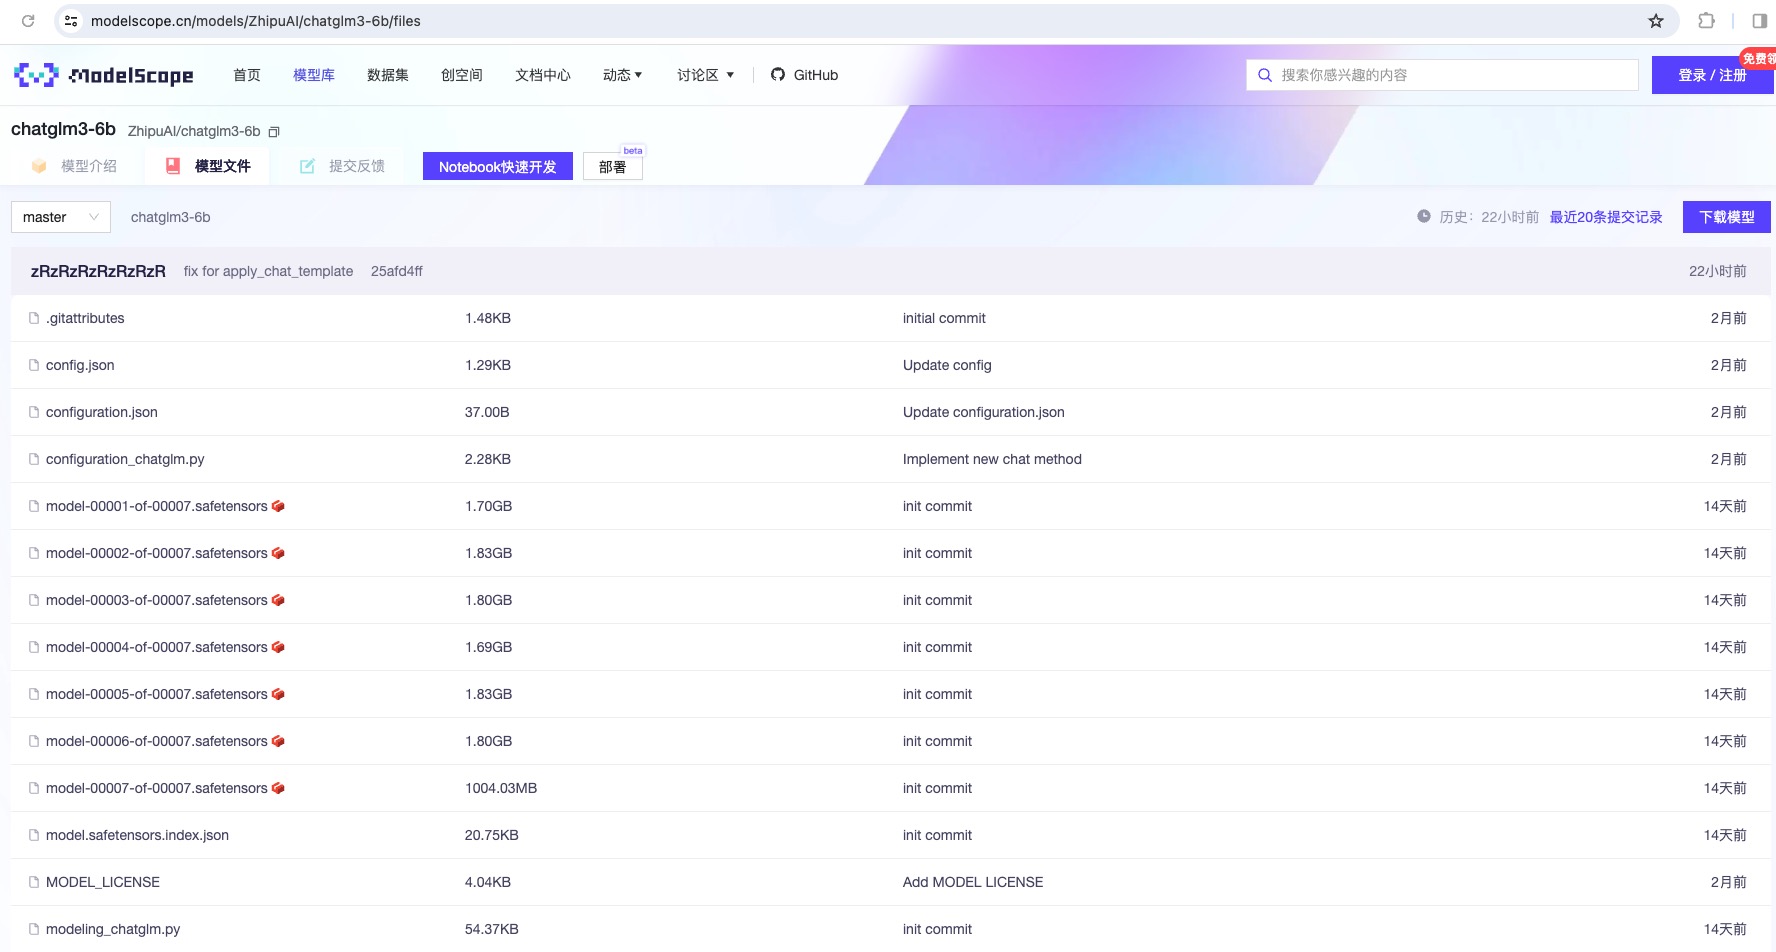 modelscope.cn/models/ZhipuAI/chatglm3-6b/files
ModelScope 首页 模型库 数据集 创空间 文档中心 动态 讨论区 GitHub 搜索你感兴趣的内容 登录 / 注册 免费领
chatglm3-6b ZhipuAI/chatglm3-6b
模型介绍 模型文件 提交反馈 Notebook快速开发 部署 beta
master chatglm3-6b 历史: 22小时前 最近20条提交记录 下载模型
zRzRzRzRzRzRzR fix for apply_chat_template 25afd4ff 22小时前
.gitattributes 1.48KB initial commit 2月前
config.json 1.29KB Update config 2月前
configuration.json 37.00B Update configuration.json 2月前
configuration_chatglm.py 2.28KB Implement new chat method 2月前
model-00001-of-00007.safetensors 1.70GB init commit 14天前
model-00002-of-00007.safetensors 1.83GB init commit 14天前
model-00003-of-00007.safetensors 1.80GB init commit 14天前
model-00004-of-00007.safetensors 1.69GB init commit 14天前
model-00005-of-00007.safetensors 1.83GB init commit 14天前
model-00006-of-00007.safetensors 1.80GB init commit 14天前
model-00007-of-00007.safetensors 1004.03MB init commit 14天前
model.safetensors.index.json 20.75KB init commit 14天前
MODEL_LICENSE 4.04KB Add MODEL LICENSE 2月前
modeling_chatglm.py 54.37KB init commit 14天前